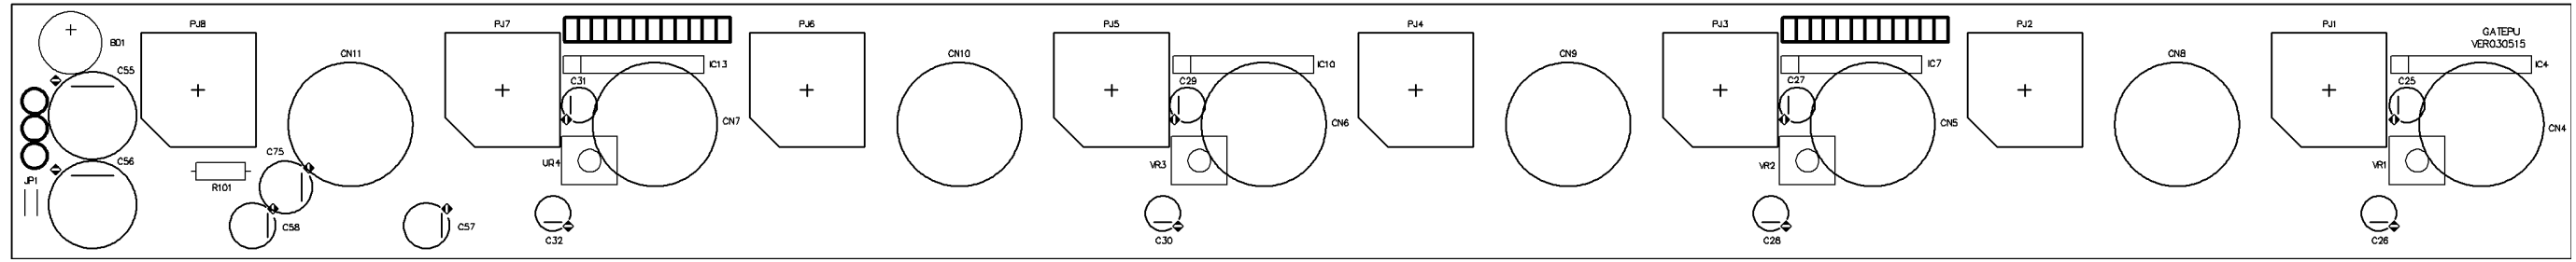 PJ8
PJ7
PJ6
PJ5
PJ4
PJ3
PJ2
PJ1
GATEPU
VER030515
BD1
CN11
CN10
CN9
CN8
C55
IC13
IC10
IC7
IC4
C31
C29
C27
C25
CN7
CN6
CN5
CN4
C56
C75
VR4
VR3
VR2
VR1
JP1
R101
C58
C57
C32
C30
C28
C26